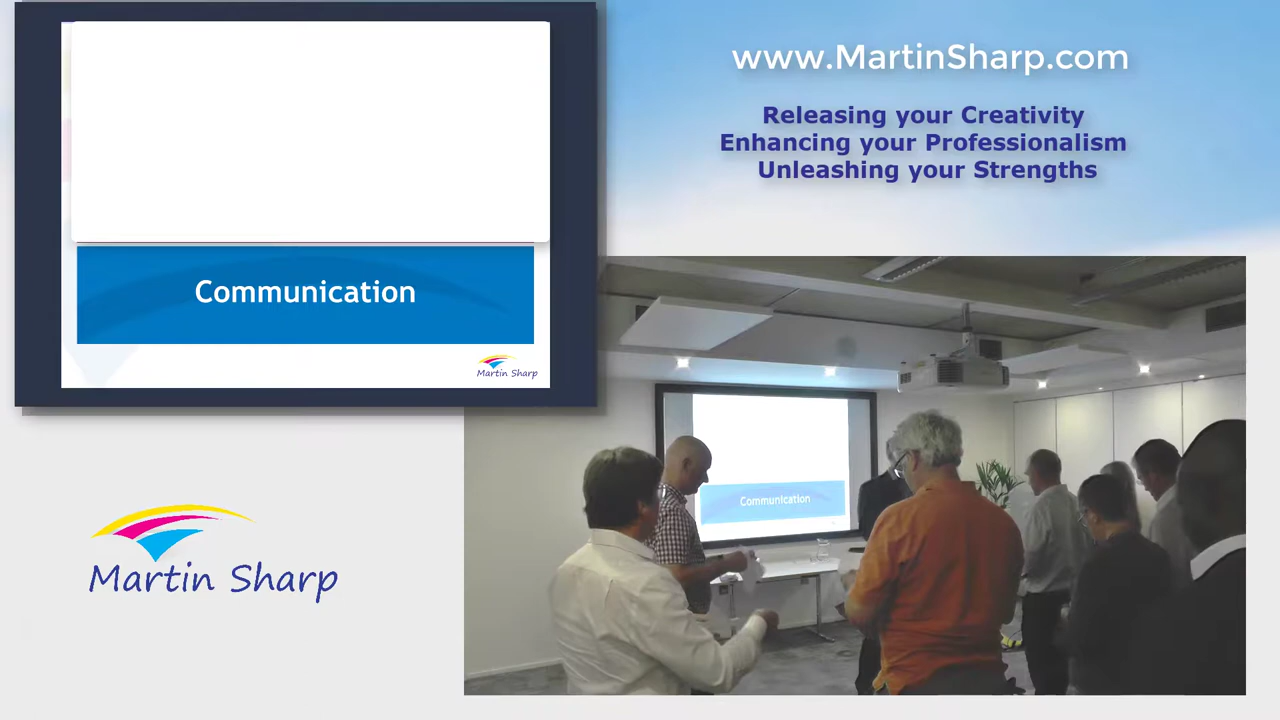 Communication
Martin Sharp
www.MartinSharp.com
Releasing your Creativity
Enhancing your Professionalism
Unleashing your Strengths
Communication
Martin Sharp